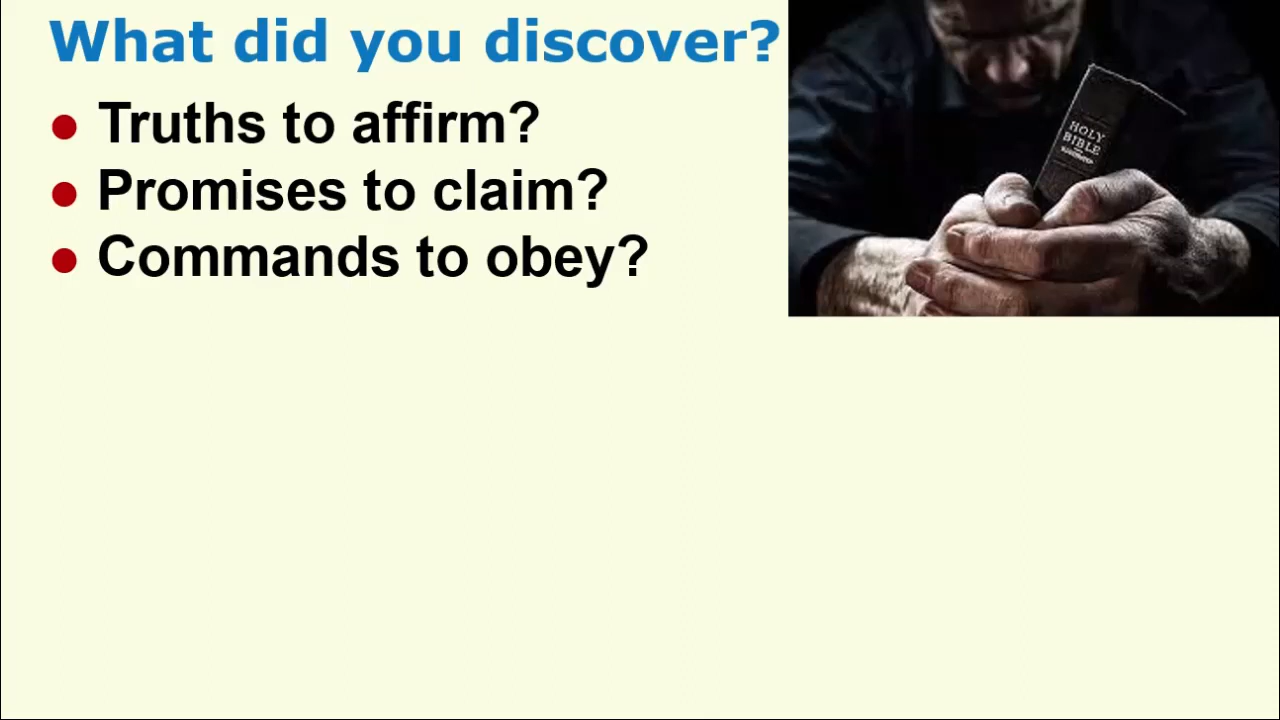 What did you discover?
Truths to affirm?
Promises to claim?
Commands to obey?
HOLY
BIBLE